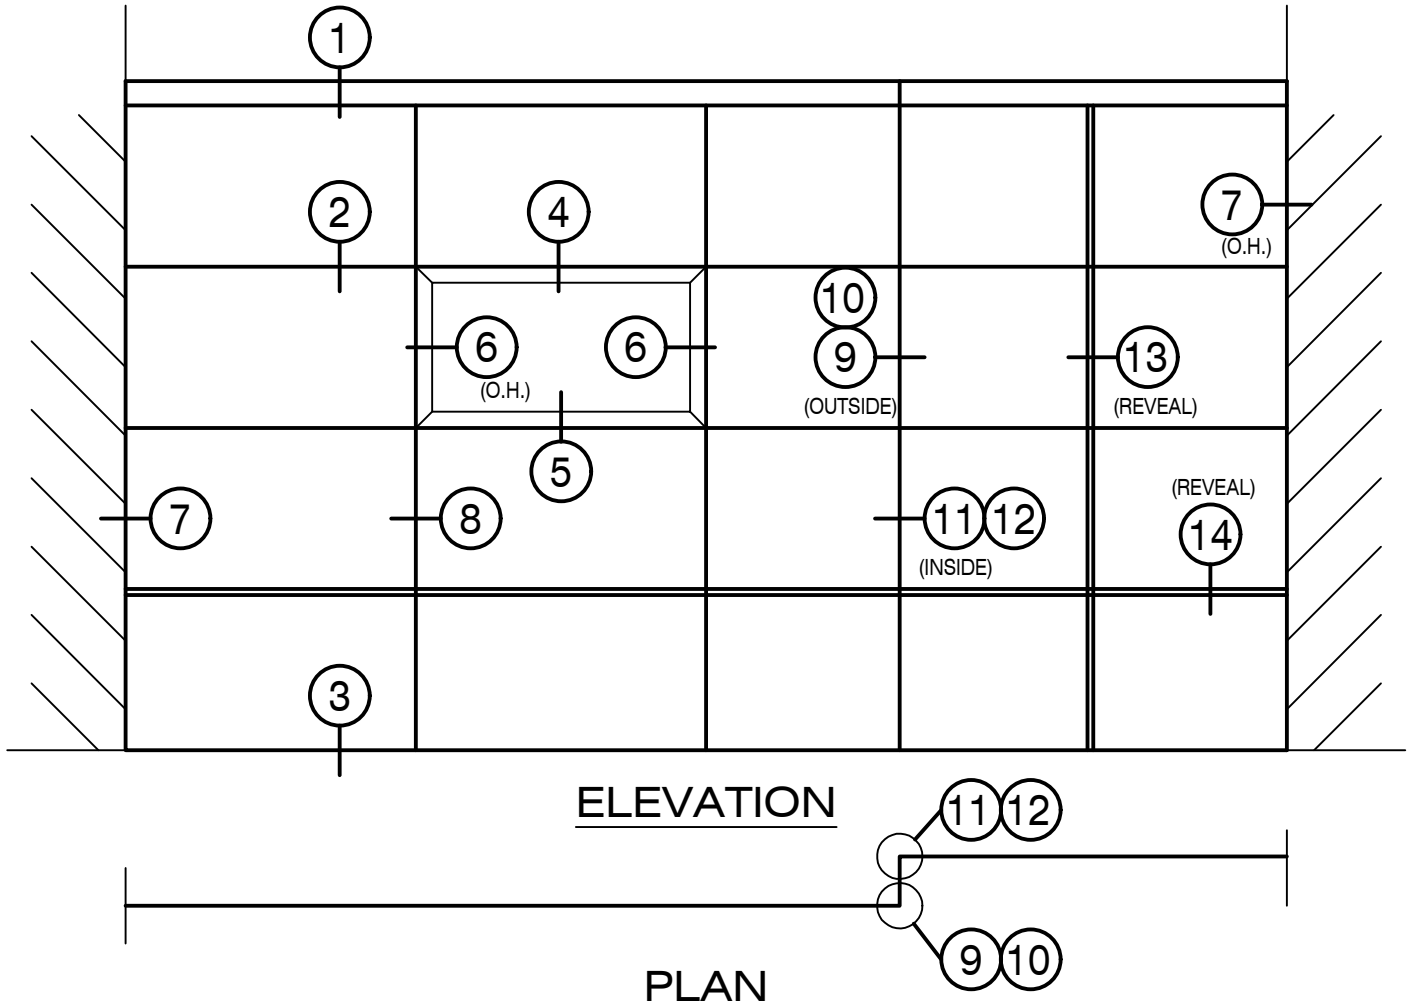 1
2
4
7
(O.H.)
10
6
(O.H.)
6
9
(OUTSIDE)
13
(REVEAL)
5
7
8
11 12
(INSIDE)
(REVEAL)
14
3
ELEVATION
11 12
9 10
PLAN